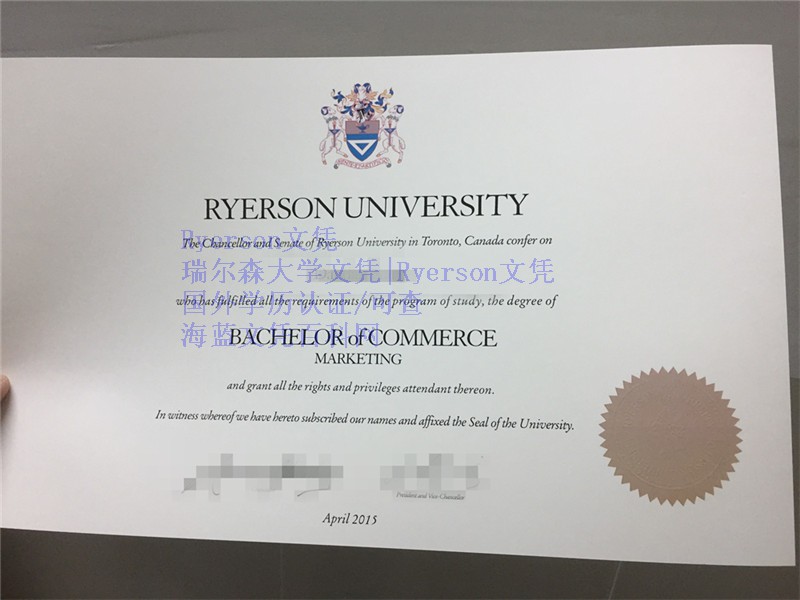 RYERSON UNIVERSITY
The Chancellor and Senate of Ryerson University in Toronto, Canada confer on
Ryerson文凭
瑞尔森大学文凭|Ryerson文凭
who has fulfilled all the requirements of the program of study, the degree of
国外学历认证/可查
BACHELOR of COMMERCE
海蓝文凭百科网
MARKETING
and grant all the rights and privileges attendant thereon.
In witness whereof we have hereto subscribed our names and affixed the Seal of the University.
President and Vice-Chancellor
April 2015